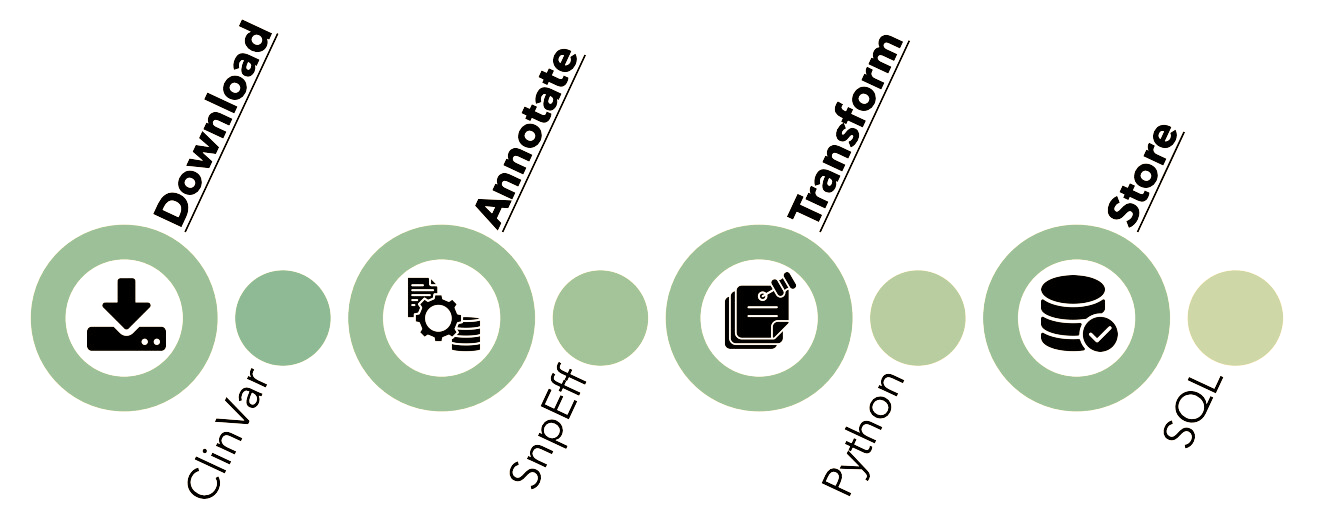 Download
ClinVar
Annotate
SnpEff
Transform
Python
Store
SQL